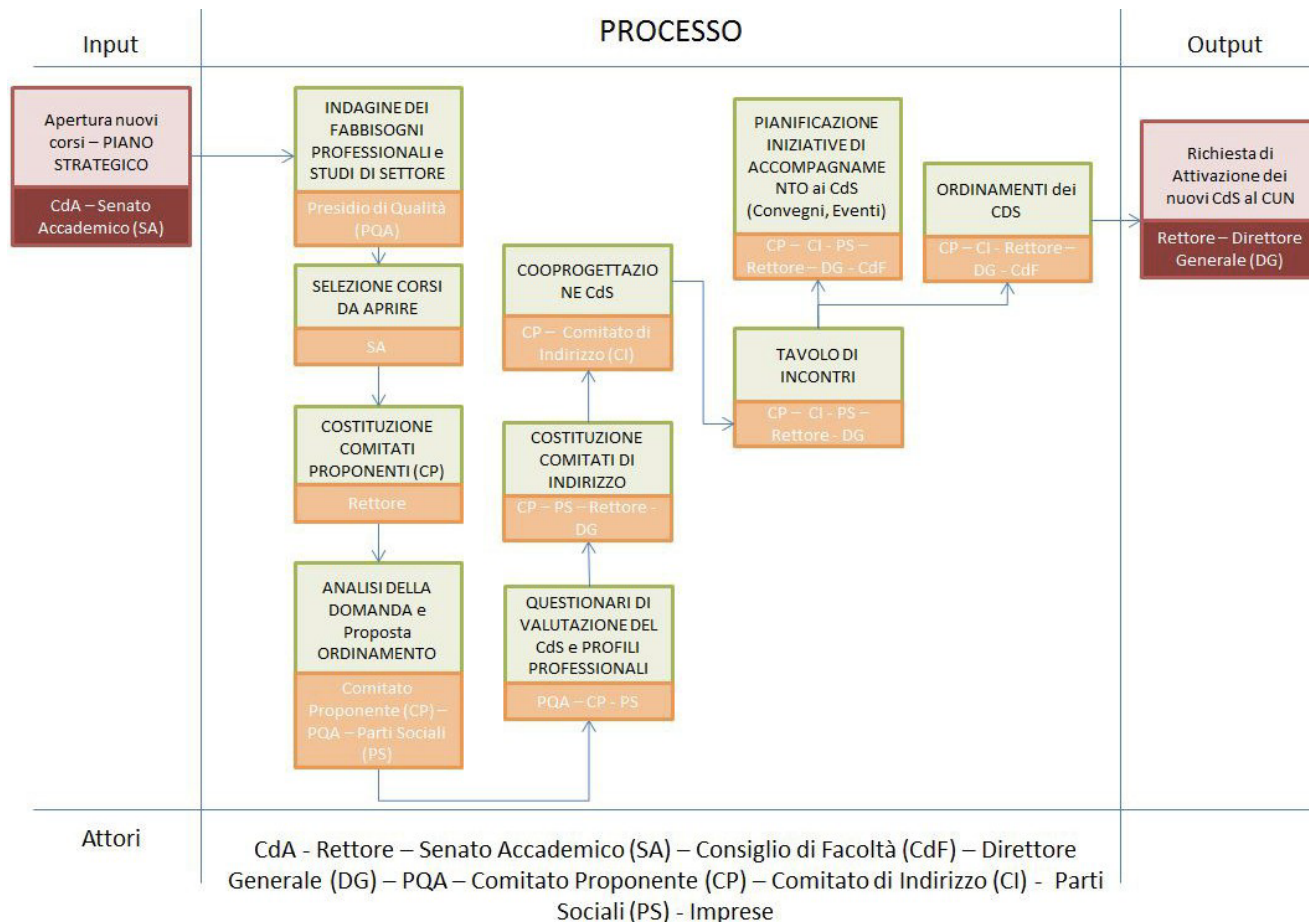 Input
PROCESSO
Output
Apertura nuovi
corsi – PIANO
STRATEGICO
CdA – Senato
Accademico (SA)
INDAGINE DEI
FABBISOGNI
PROFESSIONALI e
STUDI DI SETTORE
Presidio di Qualità
(PQA)
SELEZIONE CORSI
DA APRIRE
SA
COSTITUZIONE
COMITATI
PROPONENTI (CP)
Rettore
ANALISI DELLA
DOMANDA e
Proposta
ORDINAMENTO
Comitato
Proponente (CP) –
PQA – Parti Sociali
(PS)
QUESTIONARI DI
VALUTAZIONE DEL
CdS e PROFILI
PROFESSIONALI
PQA – CP - PS
COSTITUZIONE
COMITATI DI
INDIRIZZO
CP – PS – Rettore -
DG
COOPROGETTAZIO
NE CdS
CP – Comitato di
Indirizzo (CI)
TAVOLO DI
INCONTRI
CP – CI - PS –
Rettore - DG
PIANIFICAZIONE
INIZIATIVE DI
ACCOMPAGNAME
NTO ai CdS
(Convegni, Eventi)
CP – CI - PS –
Rettore – DG - CdF
ORDINAMENTI dei
CDS
CP – CI - Rettore –
DG - CdF
Richiesta di
Attivazione dei
nuovi CdS al CUN
Rettore – Direttore
Generale (DG)
Attori
CdA - Rettore – Senato Accademico (SA) – Consiglio di Facoltà (CdF) – Direttore
Generale (DG) – PQA – Comitato Proponente (CP) – Comitato di Indirizzo (CI) - Parti
Sociali (PS) - Imprese